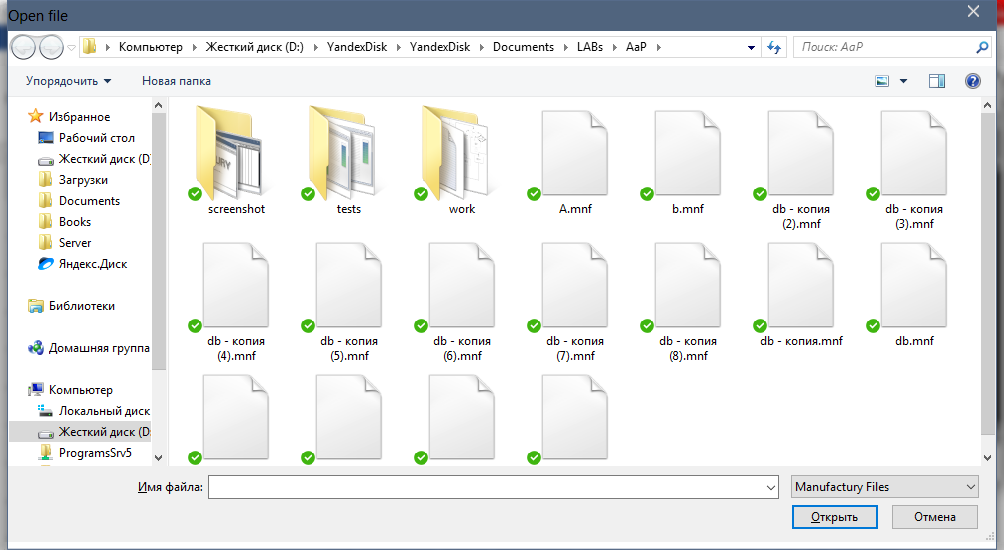 Open file
Компьютер Жесткий диск (D:) YandexDisk YandexDisk Documents LABs AaP
Поиск: AaP
Упорядочить Новая папка
Избранное
Рабочий стол
Жесткий диск (D
Загрузки
Documents
Books
Server
Яндекс.Диск
Библиотеки
Домашняя группа
Компьютер
Локальный диск
Жесткий диск (D:
ProgramsSrv5
screenshot
tests
work
A.mnf
b.mnf
db - копия
(2).mnf
db - копия
(3).mnf
db - копия
(4).mnf
db - копия
(5).mnf
db - копия
(6).mnf
db - копия
(7).mnf
db - копия
(8).mnf
db - копия.mnf
db.mnf
Имя файла:
Manufactury Files
Открыть
Отмена